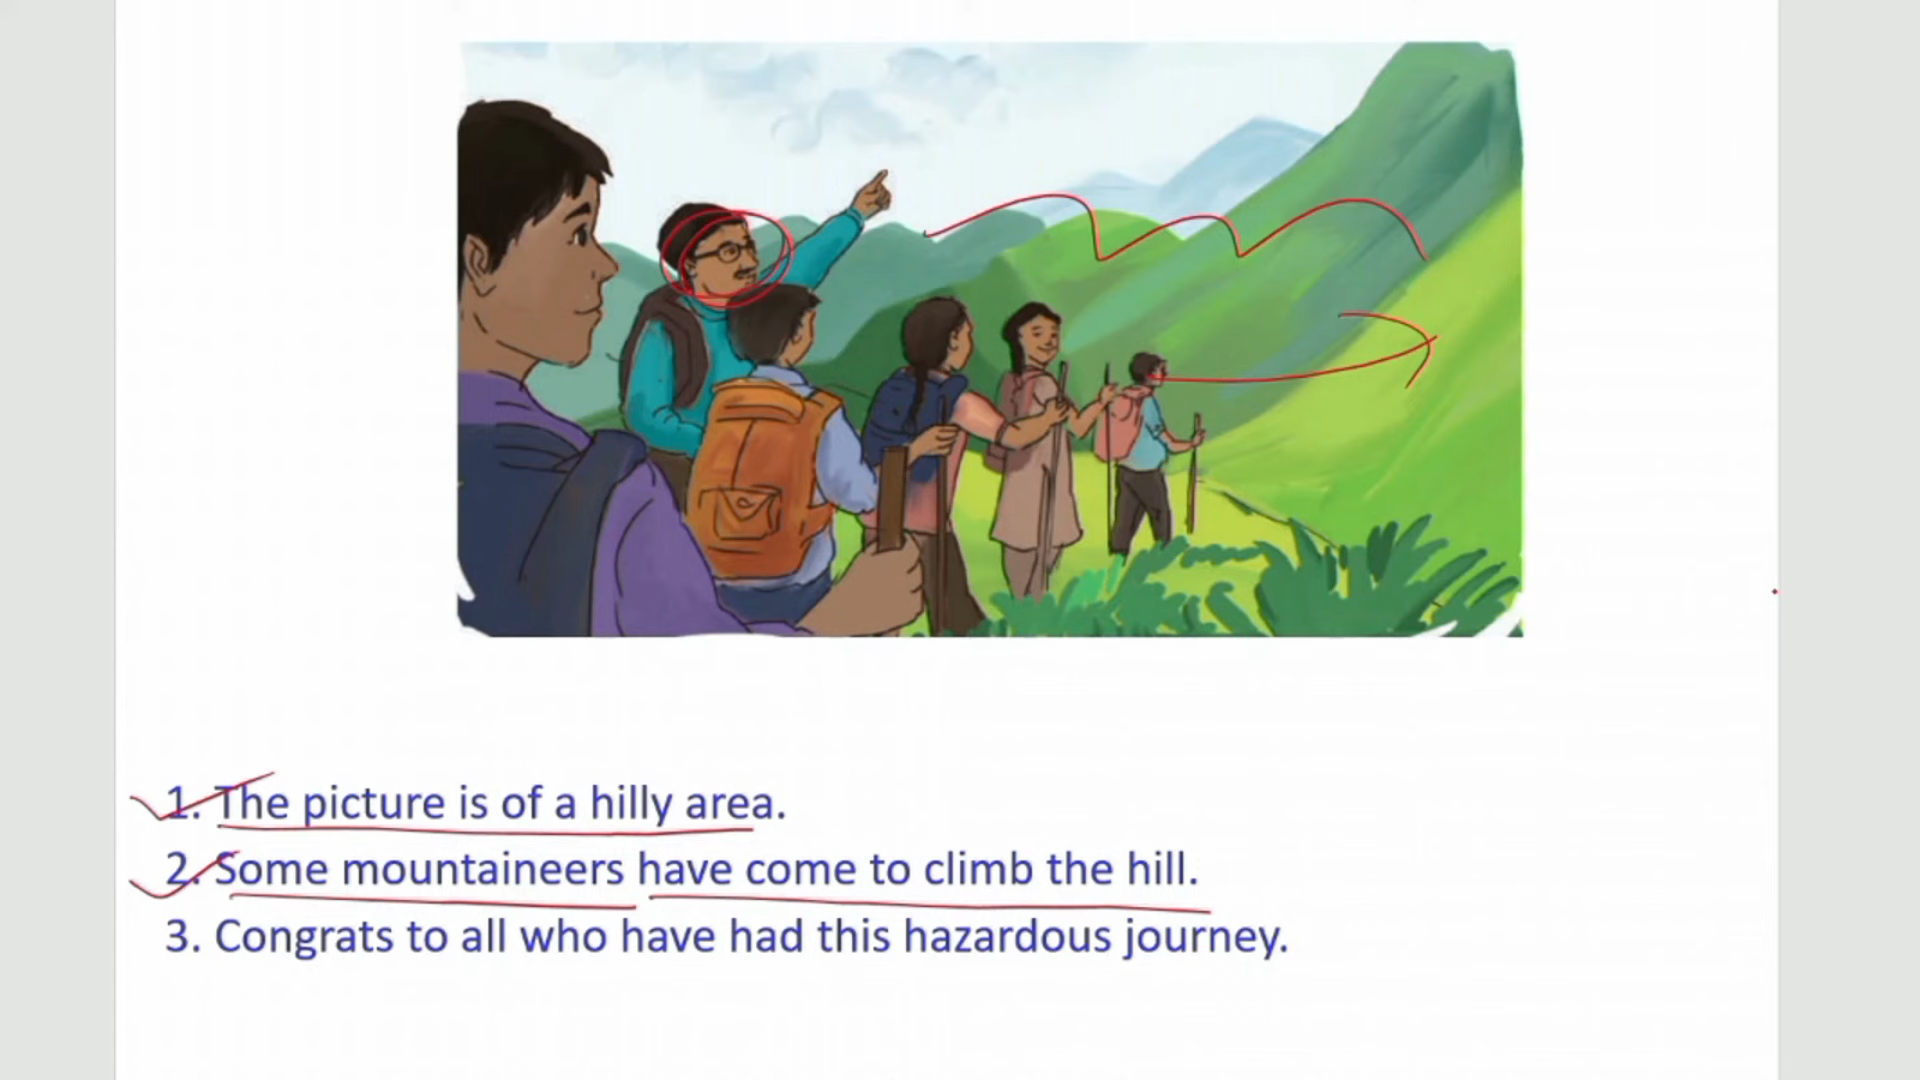 1. The picture is of a hilly area.
2. Some mountaineers have come to climb the hill.
3. Congrats to all who have had this hazardous journey.